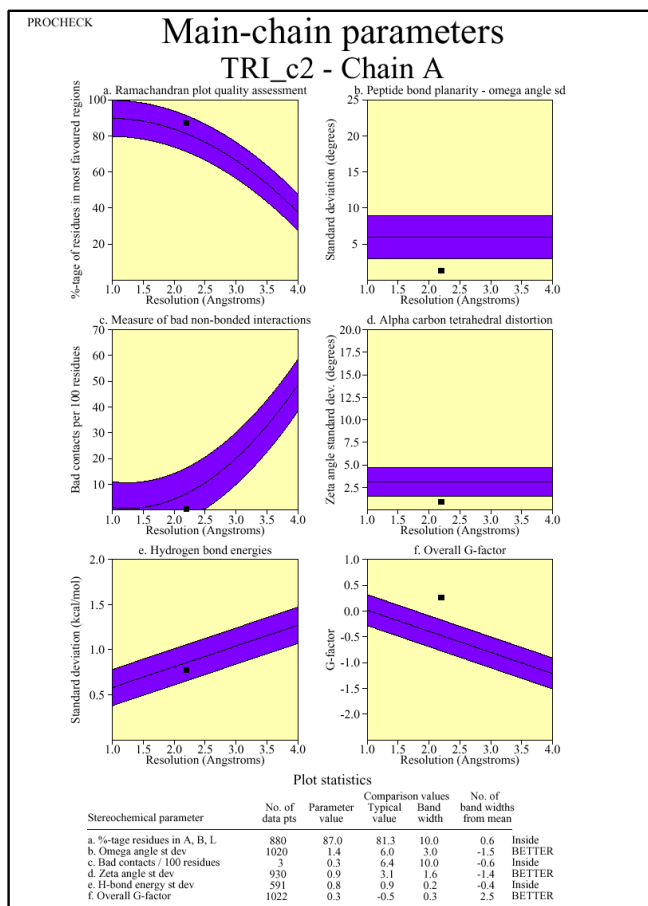 PROCHECK
Main-chain parameters
TRI_c2 - Chain A
a. Ramachandran plot quality assessment
%-tage of residues in most favoured regions
100
80
60
40
20
1.0 1.5 2.0 2.5 3.0 3.5 4.0
Resolution (Angstroms)
b. Peptide bond planarity - omega angle sd
Standard deviation (degrees)
25
20
15
10
5
1.0 1.5 2.0 2.5 3.0 3.5 4.0
Resolution (Angstroms)
c. Measure of bad non-bonded interactions
Bad contacts per 100 residues
70
60
50
40
30
20
10
1.0 1.5 2.0 2.5 3.0 3.5 4.0
Resolution (Angstroms)
d. Alpha carbon tetrahedral distortion
Zeta angle standard dev. (degrees)
20.0
17.5
15.0
12.5
10.0
7.5
5.0
2.5
1.0 1.5 2.0 2.5 3.0 3.5 4.0
Resolution (Angstroms)
e. Hydrogen bond energies
Standard deviation (kcal/mol)
2.0
1.5
1.0
0.5
1.0 1.5 2.0 2.5 3.0 3.5 4.0
Resolution (Angstroms)
f. Overall G-factor
G-factor
1.0
0.5
0.0
-0.5
-1.0
-1.5
-2.0
1.0 1.5 2.0 2.5 3.0 3.5 4.0
Resolution (Angstroms)
Plot statistics
Comparison values
No. of Parameter Typical Band No. of
Stereochemical parameter data pts value value width band widths
from mean
a. %-tage residues in A, B, L 880 87.0 81.3 10.0 0.6 Inside
b. Omega angle st dev 1020 1.4 6.0 3.0 -1.5 BETTER
c. Bad contacts / 100 residues 3 0.3 6.4 10.0 -0.6 Inside
d. Zeta angle st dev 930 0.9 3.1 1.6 -1.4 BETTER
e. H-bond energy st dev 591 0.8 0.9 0.2 -0.4 Inside
f. Overall G-factor 1022 0.3 -0.5 0.3 2.5 BETTER